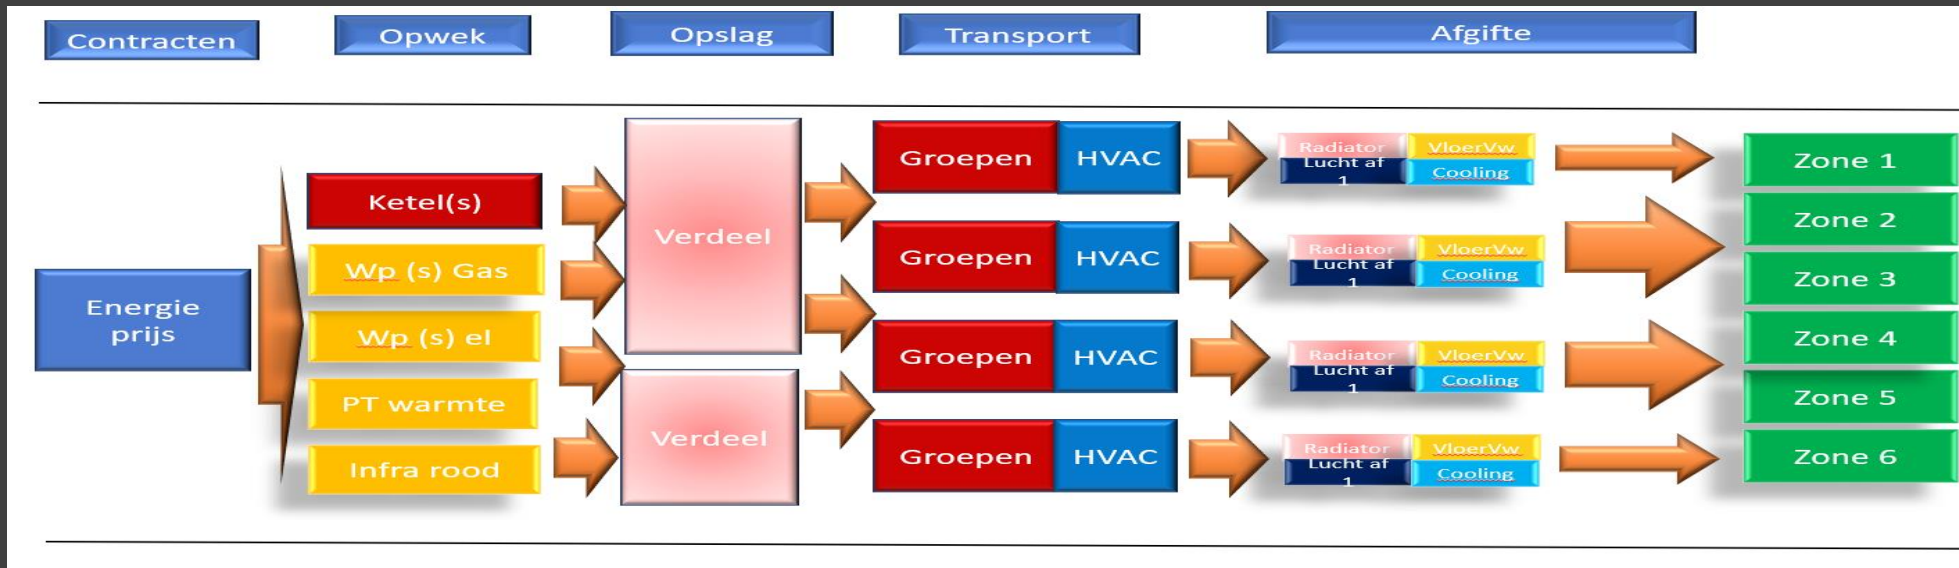 Contracten
Opwek
Opslag
Transport
Afgifte
Energie
prijs
Ketel(s)
Wp (s) Gas
Wp (s) el
PT warmte
Infra rood
Verdeel
Verdeel
Groepen HVAC
Groepen HVAC
Groepen HVAC
Groepen HVAC
Radiator VloerVw
Lucht af
1
Cooling
Radiator VloerVw
Lucht af
1
Cooling
Radiator VloerVw
Lucht af
1
Cooling
Radiator VloerVw
Lucht af
1
Cooling
Zone 1
Zone 2
Zone 3
Zone 4
Zone 5
Zone 6